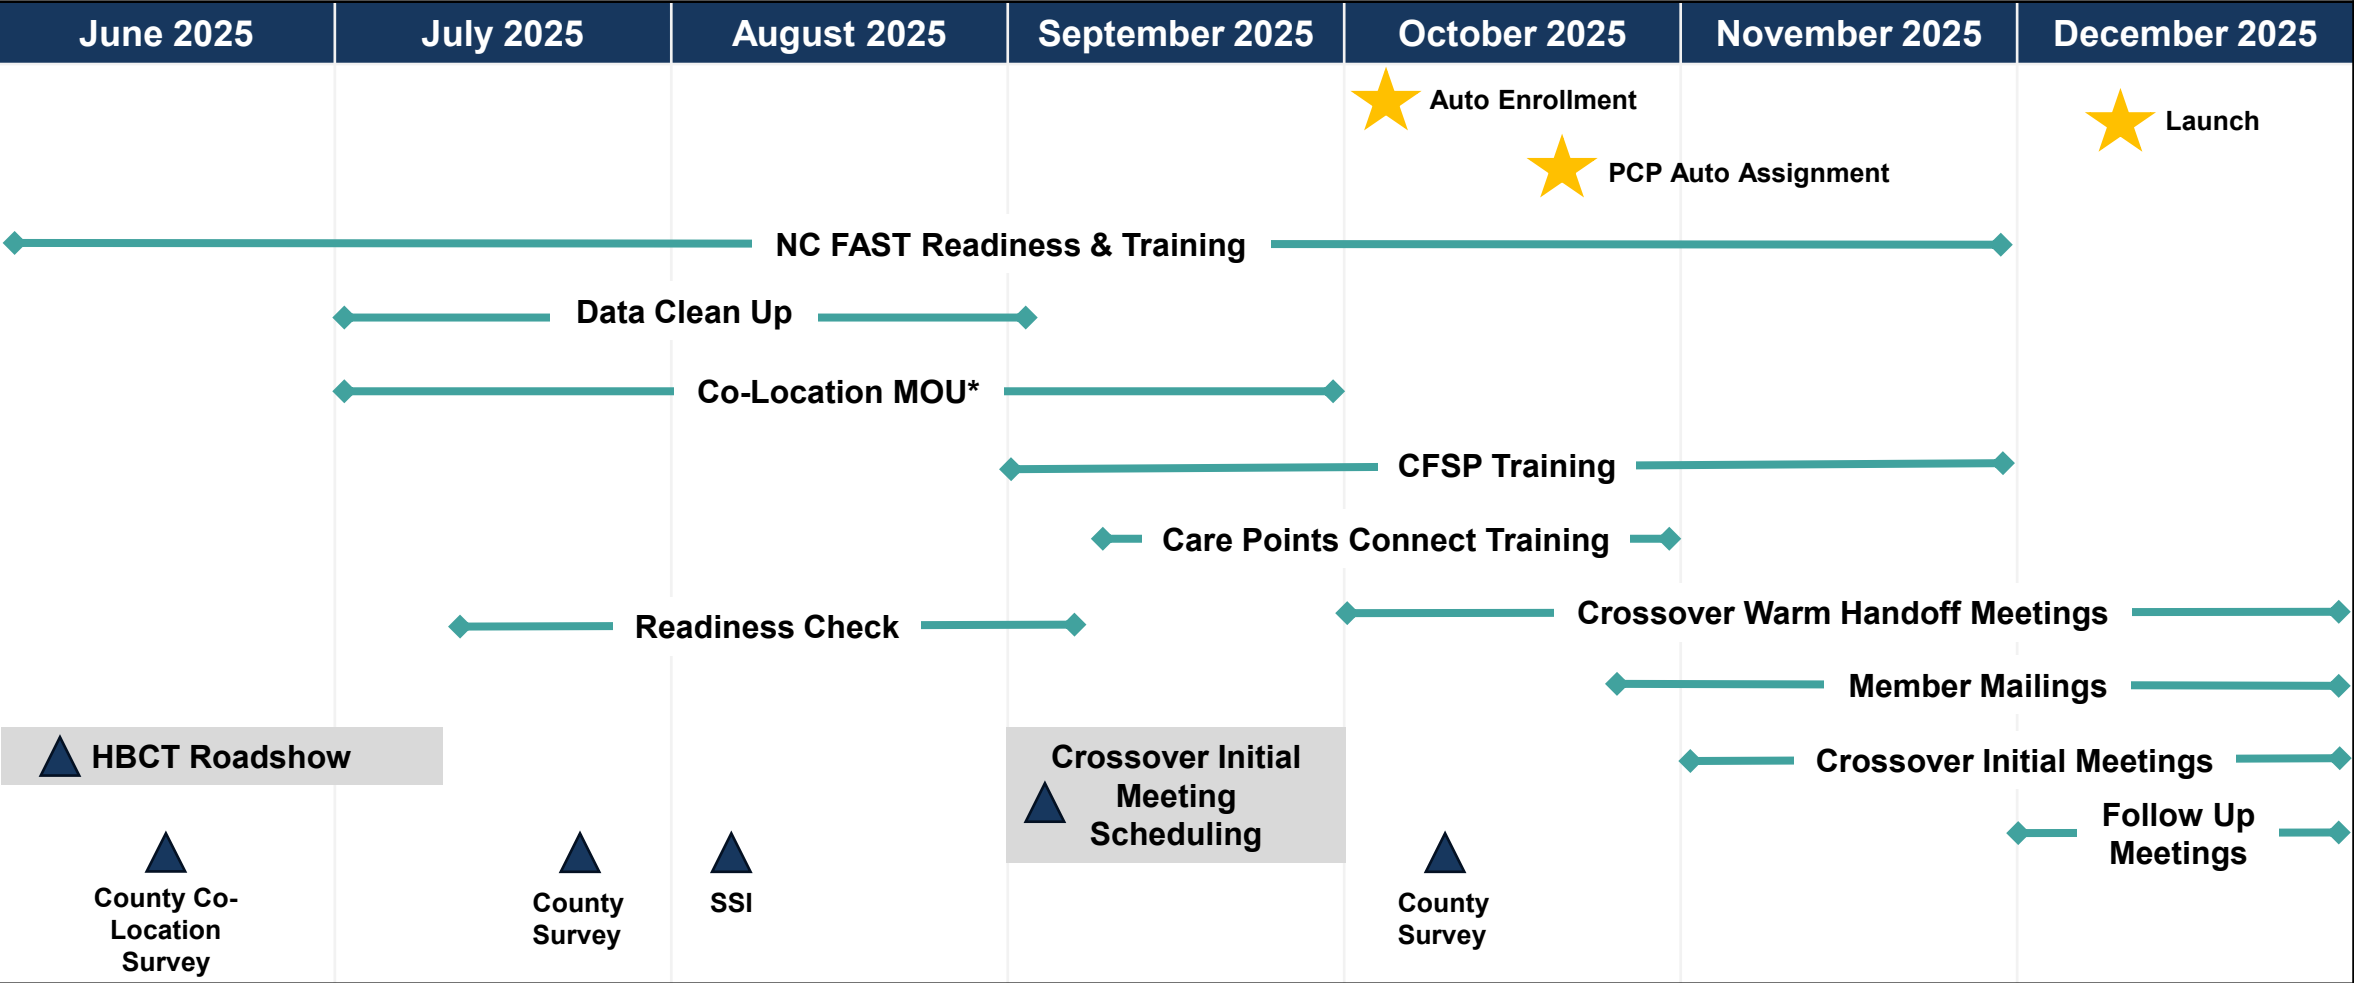 June 2025
July 2025
August 2025
September 2025
October 2025
November 2025
December 2025
Auto Enrollment
Launch
PCP Auto Assignment
NC FAST Readiness & Training
Data Clean Up
Co-Location MOU*
CFSP Training
Care Points Connect Training
Crossover Warm Handoff Meetings
Readiness Check
Member Mailings
HBCT Roadshow
Crossover Initial
Meeting
Scheduling
Crossover Initial Meetings
Follow Up
Meetings
County Co-
Location
Survey
County
Survey
SSI
County
Survey